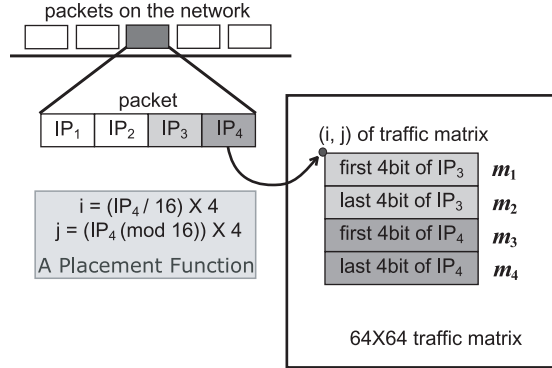 packets on the network
packet
IP₁ IP₂ IP₃ IP₄
(i, j) of traffic matrix
first 4bit of IP₃ m₁
last 4bit of IP₃ m₂
first 4bit of IP₄ m₃
last 4bit of IP₄ m₄
i = (IP₄ / 16) X 4
j = (IP₄ (mod 16)) X 4
A Placement Function
64X64 traffic matrix